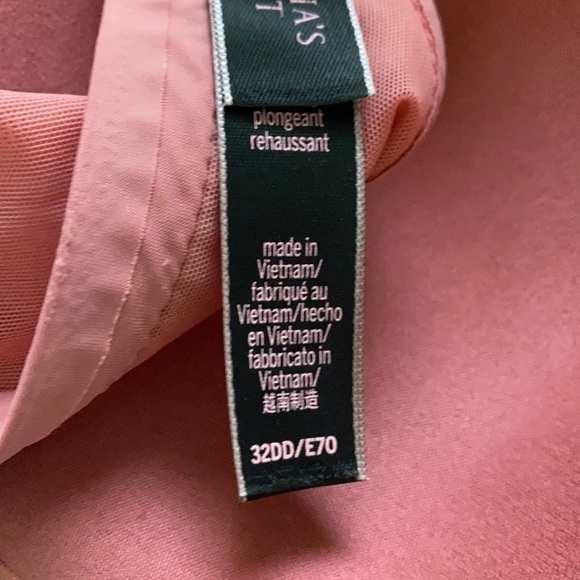 IA'S
T
plongeant
rehaussant
made in
Vietnam/
fabriqué au
Vietnam/hecho
en Vietnam/
fabbricato in
Vietnam/
越南制造
32DD/E70